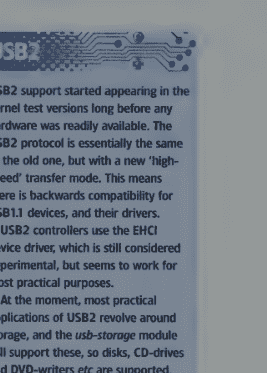 USB2
SB2 support started appearing in the
rnel test versions long before any
rdware was readily available. The
SB2 protocol is essentially the same
the old one, but with a new 'high-
eed' transfer mode. This means
ere is backwards compatibility for
SB1.1 devices, and their drivers.
USB2 controllers use the EHCI
vice driver, which is still considered
perimental, but seems to work for
ost practical purposes.
At the moment, most practical
plications of USB2 revolve around
orage, and the usb-storage module
ll support these, so disks, CD-drives
d DVD-writers etc are supported.